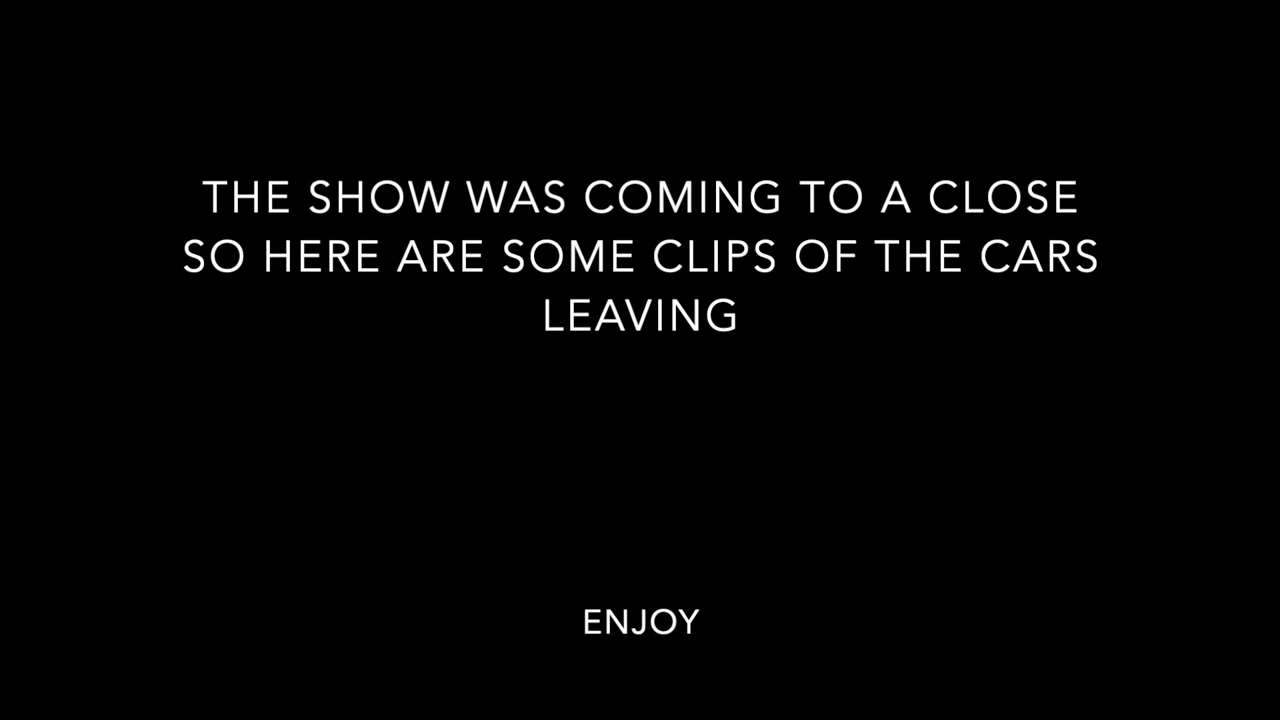 THE SHOW WAS COMING TO A CLOSE
SO HERE ARE SOME CLIPS OF THE CARS
LEAVING
ENJOY